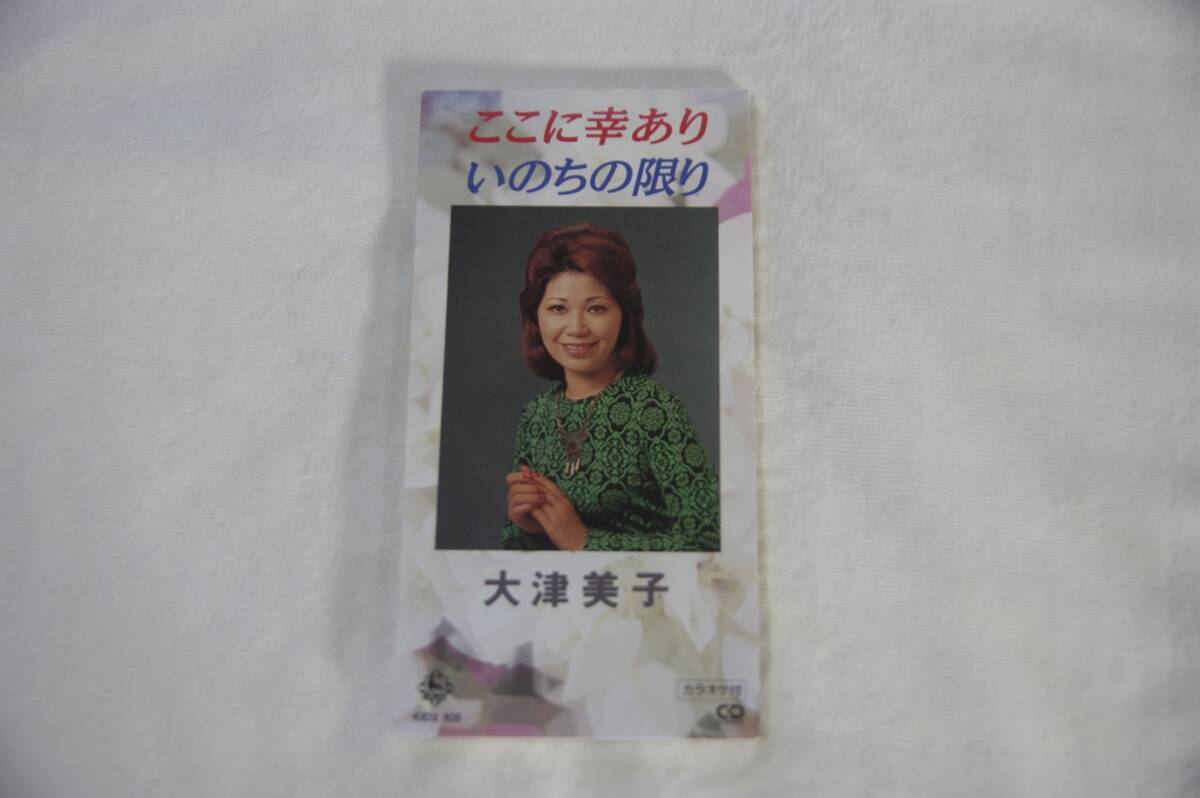 ここに幸あり
いのちの限り
大津美子
カラオケ付
CD